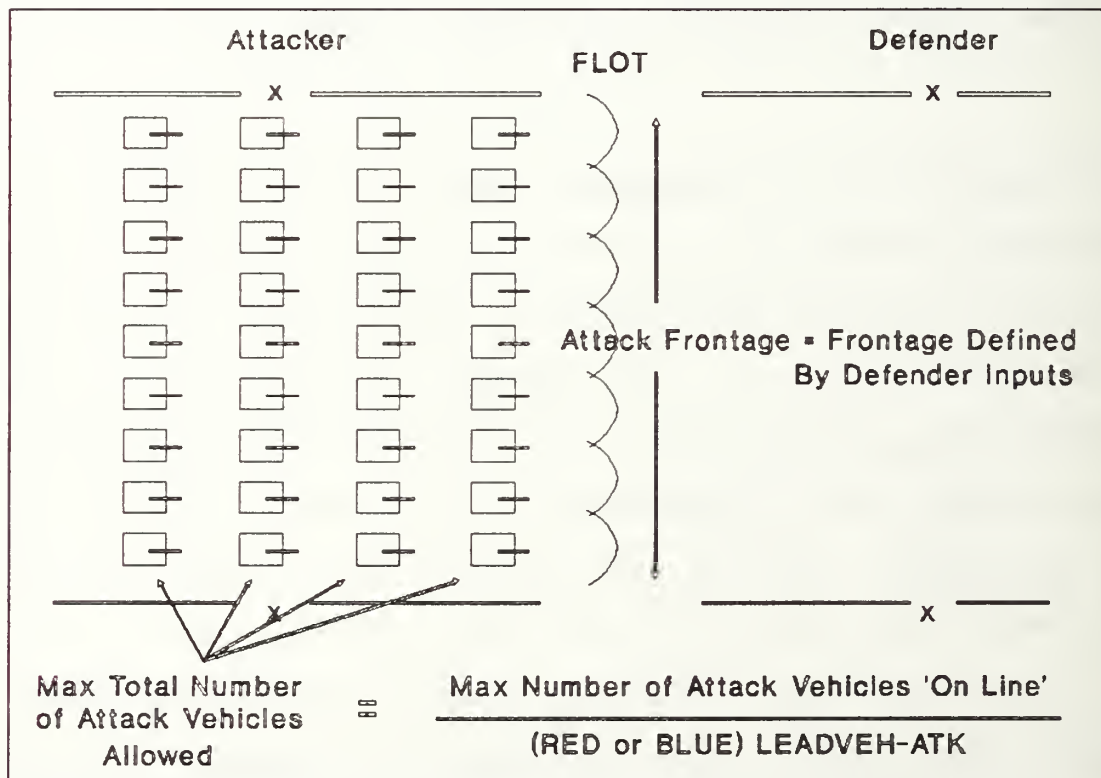 Attacker
Defender
FLOT
X
X
Attack Frontage = Frontage Defined
By Defender Inputs
X
X
Max Total Number
of Attack Vehicles
Allowed
=
Max Number of Attack Vehicles 'On Line'
(RED or BLUE) LEADVEH-ATK